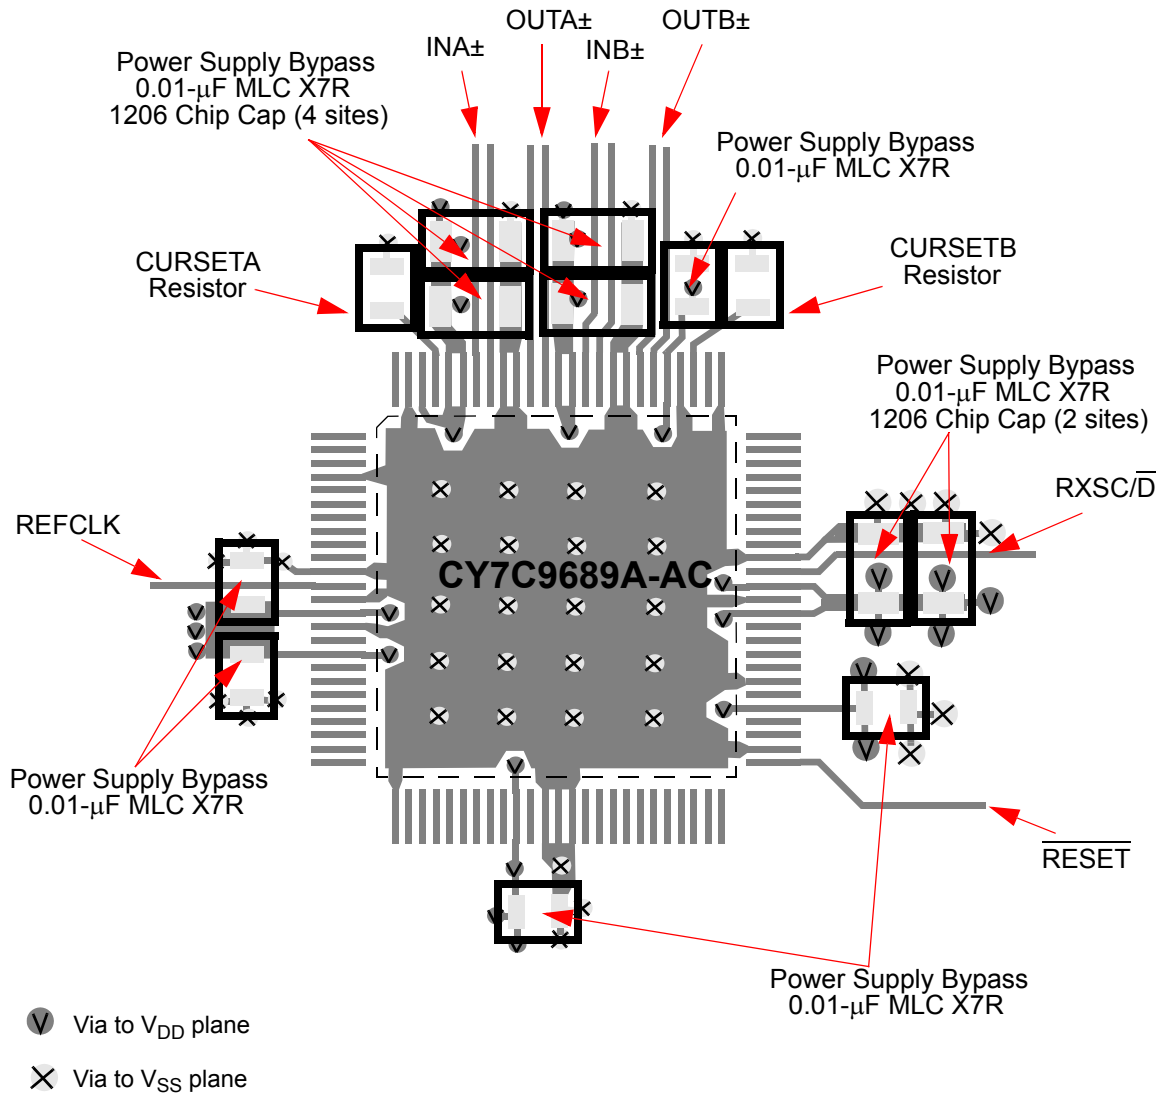 OUTA±
OUTB±
INA±
INB±
Power Supply Bypass
0.01-µF MLC X7R
1206 Chip Cap (4 sites)
Power Supply Bypass
0.01-µF MLC X7R
CURSETA
Resistor
CURSETB
Resistor
Power Supply Bypass
0.01-µF MLC X7R
1206 Chip Cap (2 sites)
RXSC/D̅
REFCLK
CY7C9689A-AC
Power Supply Bypass
0.01-µF MLC X7R
R̅E̅S̅E̅T̅
Power Supply Bypass
0.01-µF MLC X7R
V Via to VDD plane
X Via to VSS plane